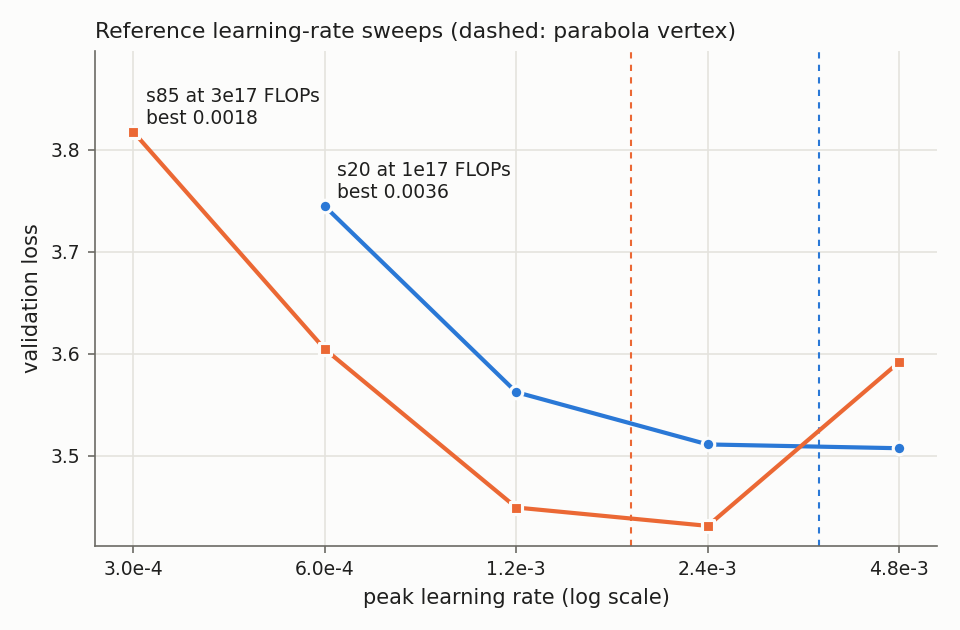 Reference learning-rate sweeps (dashed: parabola vertex)
s85 at 3e17 FLOPs
best 0.0018
s20 at 1e17 FLOPs
best 0.0036
3.8
3.7
3.6
3.5
validation loss
3.0e-4
6.0e-4
1.2e-3
2.4e-3
4.8e-3
peak learning rate (log scale)